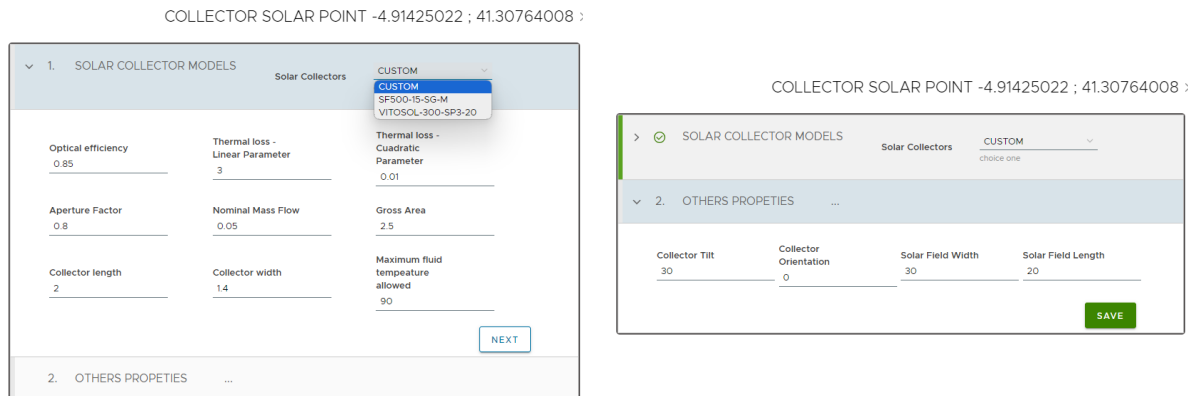 COLLECTOR SOLAR POINT -4.91425022 ; 41.30764008
1. SOLAR COLLECTOR MODELS
Solar Collectors
CUSTOM
CUSTOM
SF500-15-SG-M
VITOSOL-300-SP3-20
Optical efficiency
0.85
Thermal loss -
Linear Parameter
3
Thermal loss -
Cuadratic
Parameter
0.01
Aperture Factor
0.8
Nominal Mass Flow
0.05
Gross Area
2.5
Collector length
2
Collector width
1.4
Maximum fluid
tempeature
allowed
90
NEXT
2. OTHERS PROPETIES ...
COLLECTOR SOLAR POINT -4.91425022 ; 41.30764008
SOLAR COLLECTOR MODELS
Solar Collectors
CUSTOM
choice one
2. OTHERS PROPETIES ...
Collector Tilt
30
Collector
Orientation
0
Solar Field Width
30
Solar Field Length
20
SAVE